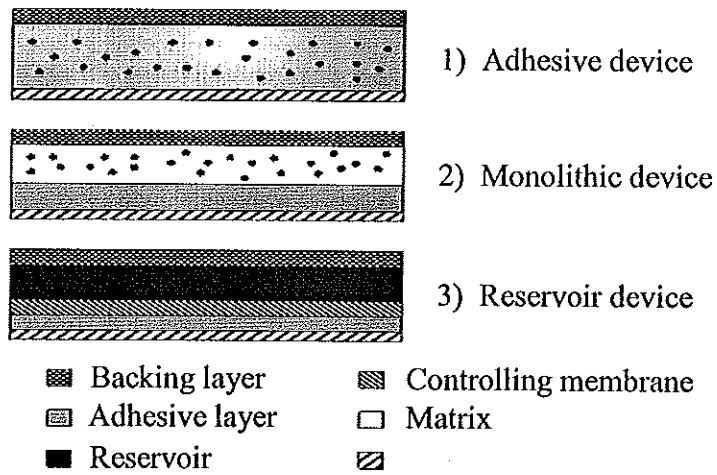 1) Adhesive device
2) Monolithic device
3) Reservoir device
Backing layer
Controlling membrane
Adhesive layer
Matrix
Reservoir